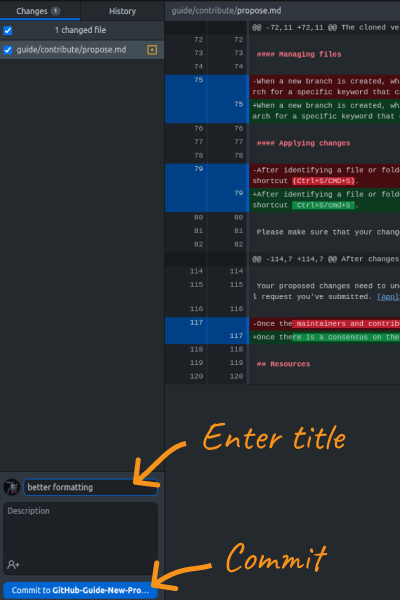 Changes 1 History
guide/contribute/propose.md
1 changed file
guide/contribute/propose.md
@@ -72,11 +72,11 @@ The cloned ve
72 72
73 73 #### Managing files
74 74
75 -When a new branch is created, wh
rch for a specific keyword that c
75 +When a new branch is created, wh
arch for a specific keyword that
76 76
77 77 #### Applying changes
78 78
79 -After identifying a file or fold
shortcut (Ctrl+S/CMD+S).
79 +After identifying a file or fold
shortcut `Ctrl+S/cmd+S`.
80 80
81 81 Please make sure that your chang
82 82
@@ -114,7 +114,7 @@ After changes
114 114
115 115 Your proposed changes need to un
l request you've submitted. [Appl
116 116
117 -Once the maintainers and contrib
117 +Once there is a consensus on the
118 118
119 119 ## Resources
120 120
Enter title
better formatting
Description
Commit
Commit to GitHub-Guide-New-Pro...